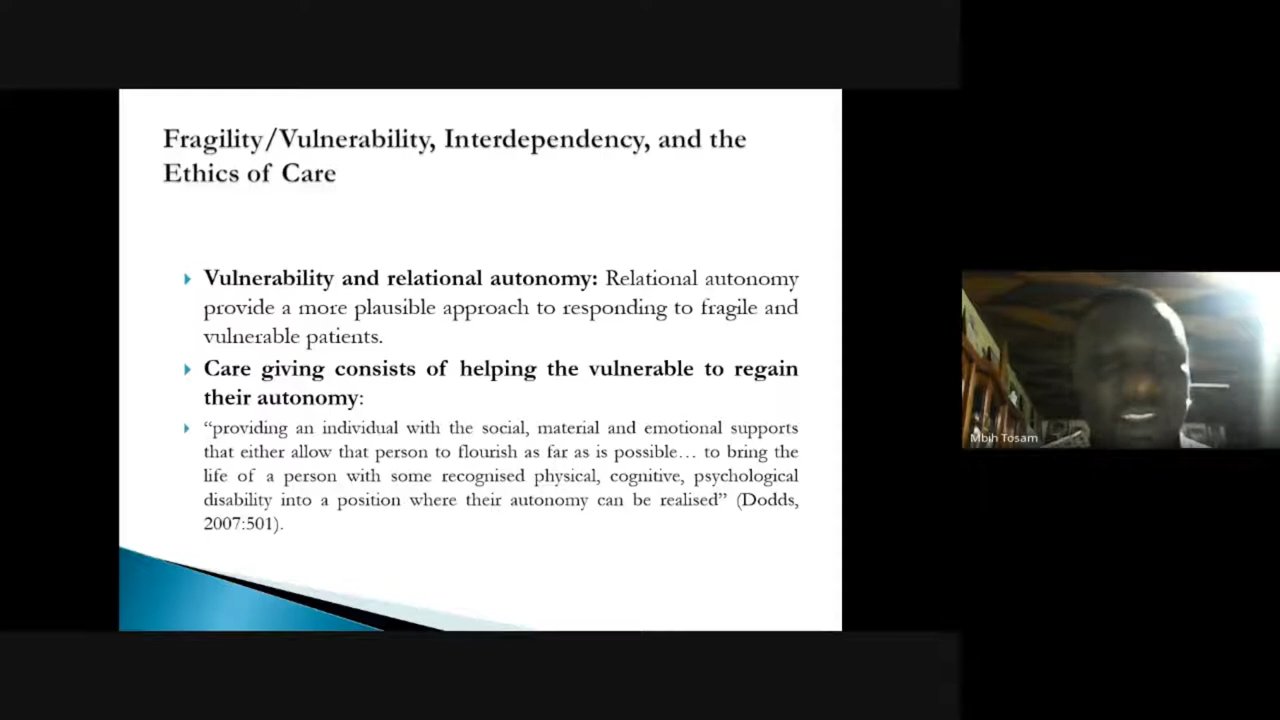 Fragility/Vulnerability, Interdependency, and the
Ethics of Care
Vulnerability and relational autonomy: Relational autonomy
provide a more plausible approach to responding to fragile and
vulnerable patients.
Care giving consists of helping the vulnerable to regain
their autonomy:
“providing an individual with the social, material and emotional supports
that either allow that person to flourish as far as is possible… to bring the
life of a person with some recognised physical, cognitive, psychological
disability into a position where their autonomy can be realised” (Dodds,
2007:501).
Mbih Tosam